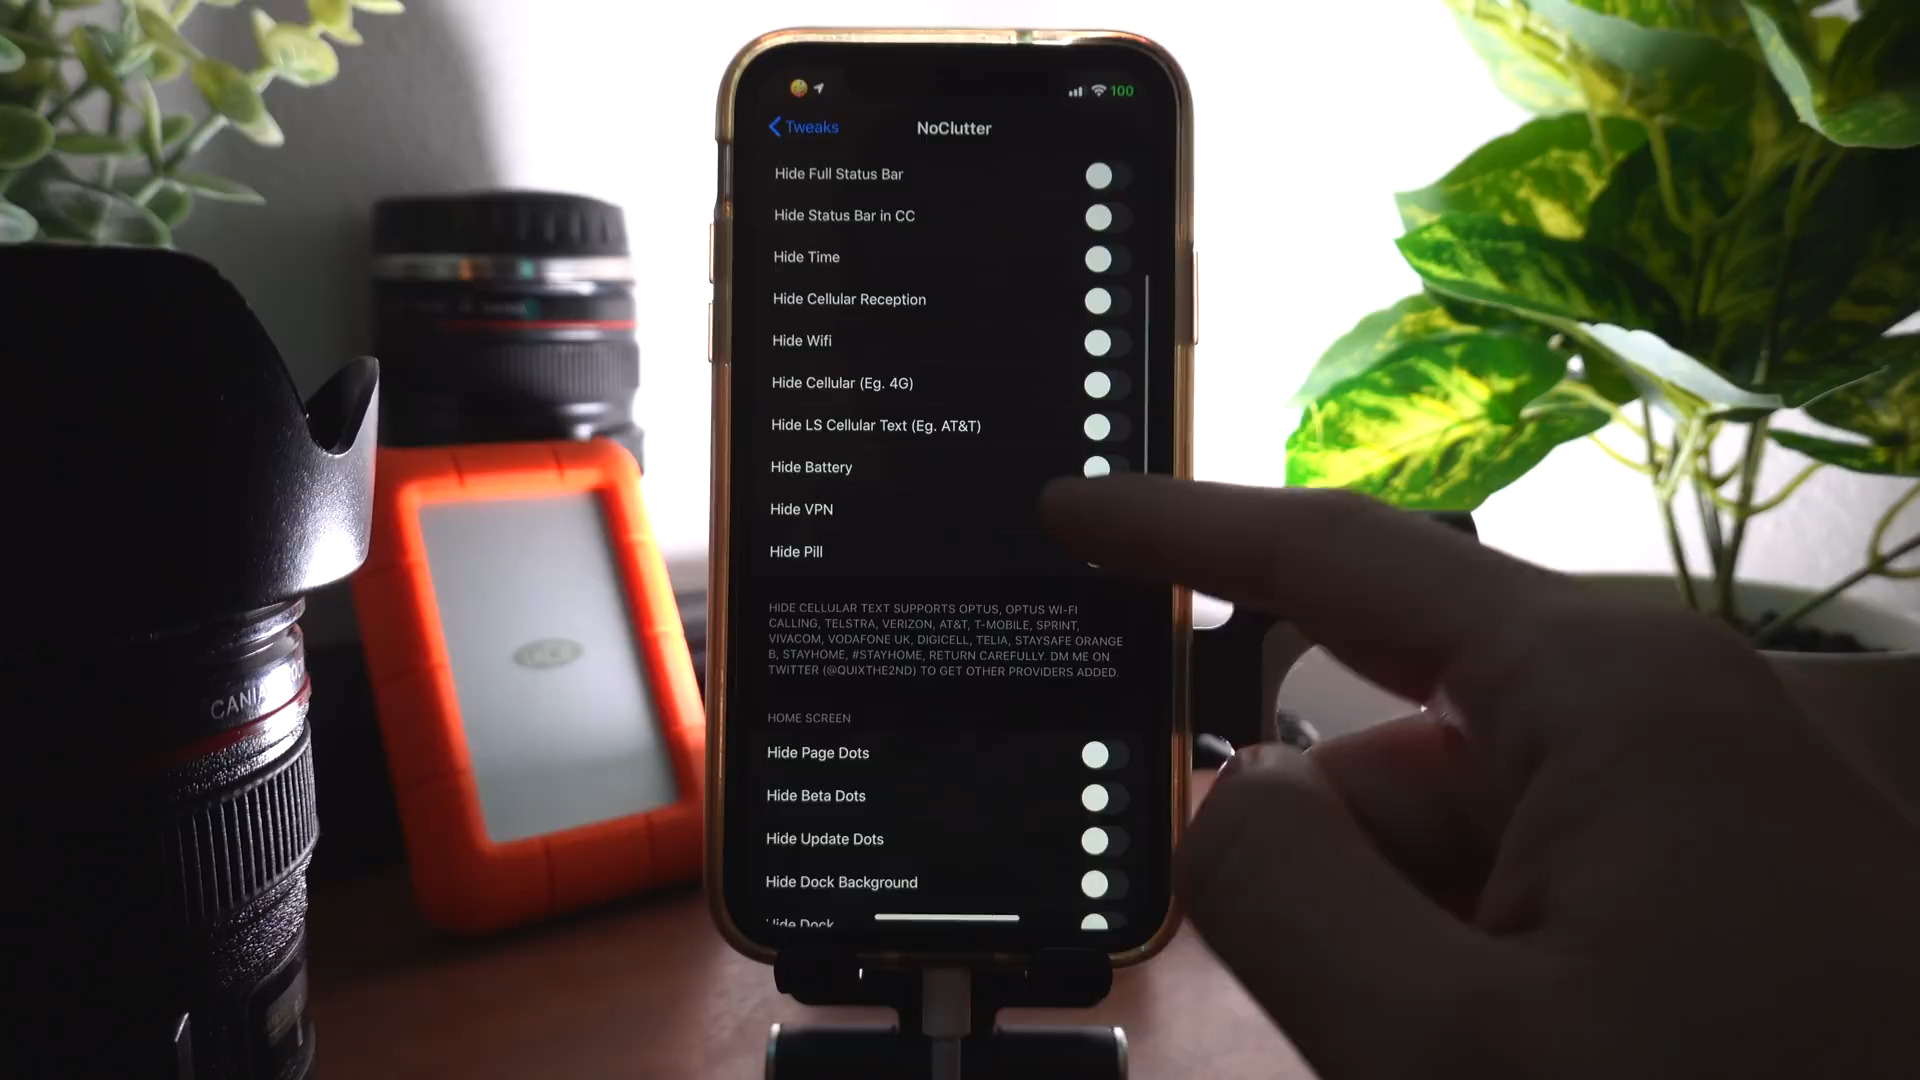 100
Tweaks
NoClutter
Hide Full Status Bar
Hide Status Bar in CC
Hide Time
Hide Cellular Reception
Hide Wifi
Hide Cellular (Eg. 4G)
Hide LS Cellular Text (Eg. AT&T)
Hide Battery
Hide VPN
Hide Pill
HIDE CELLULAR TEXT SUPPORTS OPTUS, OPTUS WI-FI
CALLING, TELSTRA, VERIZON, AT&T, T-MOBILE, SPRINT,
VIVACOM, VODAFONE UK, DIGICELL, TELIA, STAYSAFE ORANGE
B, STAYHOME, #STAYHOME, RETURN CAREFULLY. DM ME ON
TWITTER (@QUIXTHE2ND) TO GET OTHER PROVIDERS ADDED.
HOME SCREEN
Hide Page Dots
Hide Beta Dots
Hide Update Dots
Hide Dock Background
Hide Dock